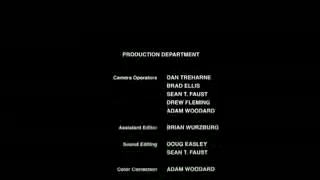 PRODUCTION DEPARTMENT
Camera Operators DAN TREHARNE
BRAD ELLIS
SEAN T. FAUST
DREW FLEMING
ADAM WOODARD
Assistant Editor BRIAN WURZBURG
Sound Editing DOUG EASLEY
SEAN T. FAUST
Color Correction ADAM WOODARD